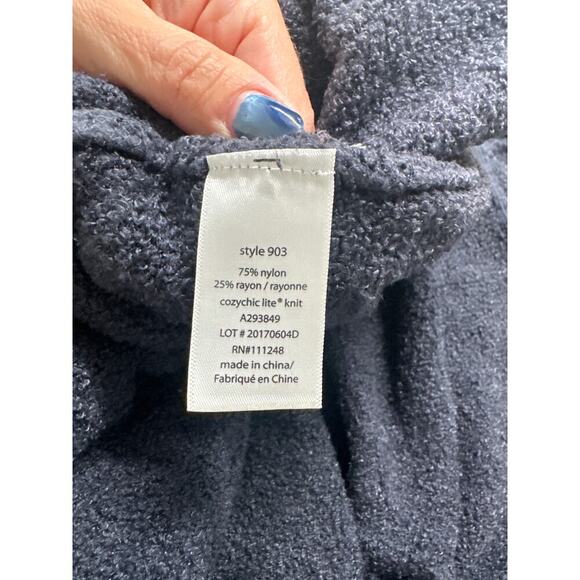 style 903
75% nylon
25% rayon / rayonne
cozychic lite® knit
A293849
LOT # 20170604D
RN#111248
made in china/
Fabriqué en Chine